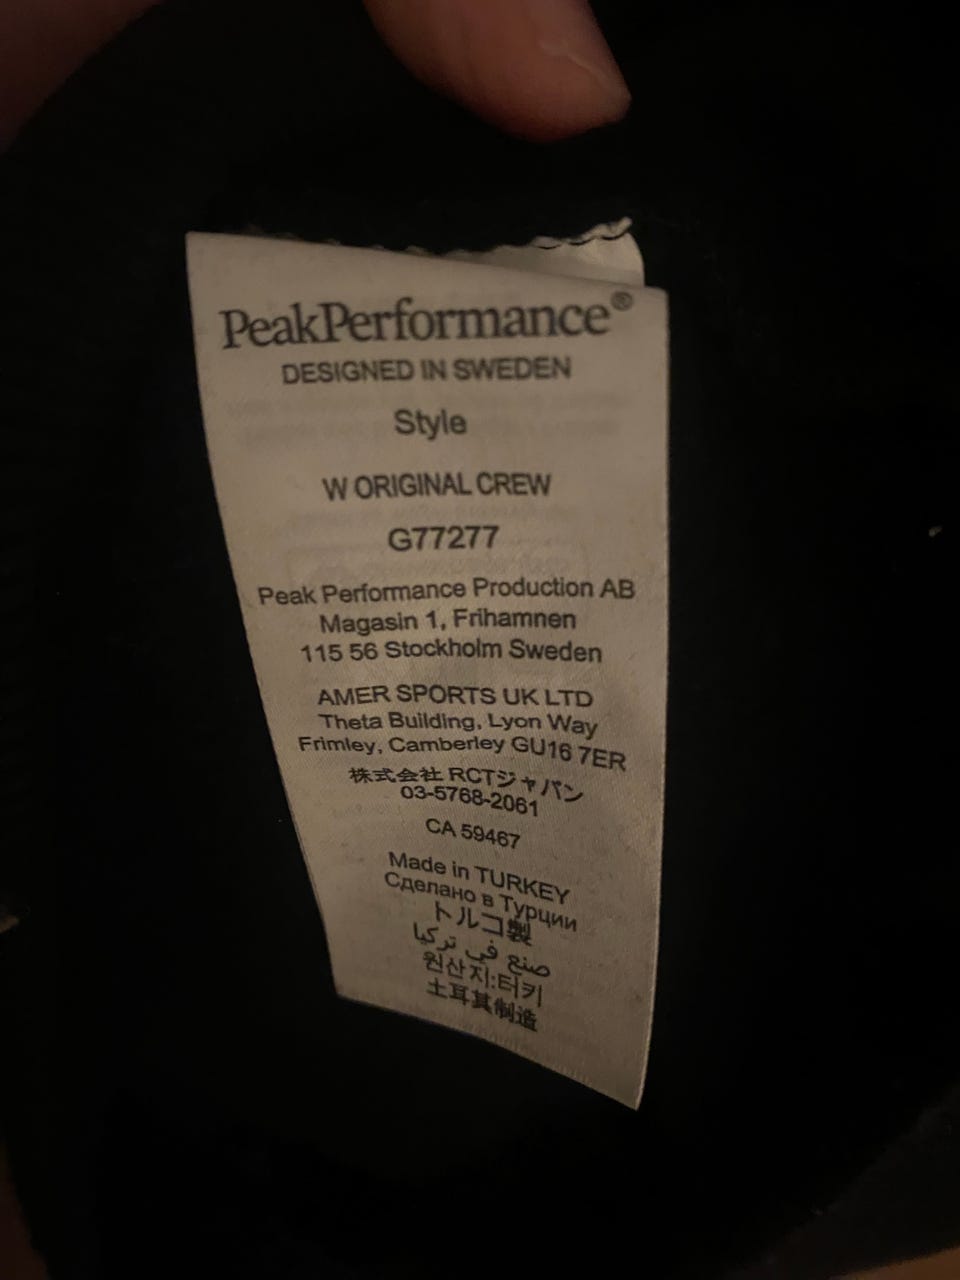 PeakPerformance®
DESIGNED IN SWEDEN
Style
W ORIGINAL CREW
G77277
Peak Performance Production AB
Magasin 1, Frihamnen
115 56 Stockholm Sweden
AMER SPORTS UK LTD
Theta Building, Lyon Way
Frimley, Camberley GU16 7ER
株式会社 RCTジャパン
03-5768-2061
CA 59467
Made in TURKEY
Сделано в Турции
トルコ製
صنع في تركيا
원산지:터키
土耳其制造